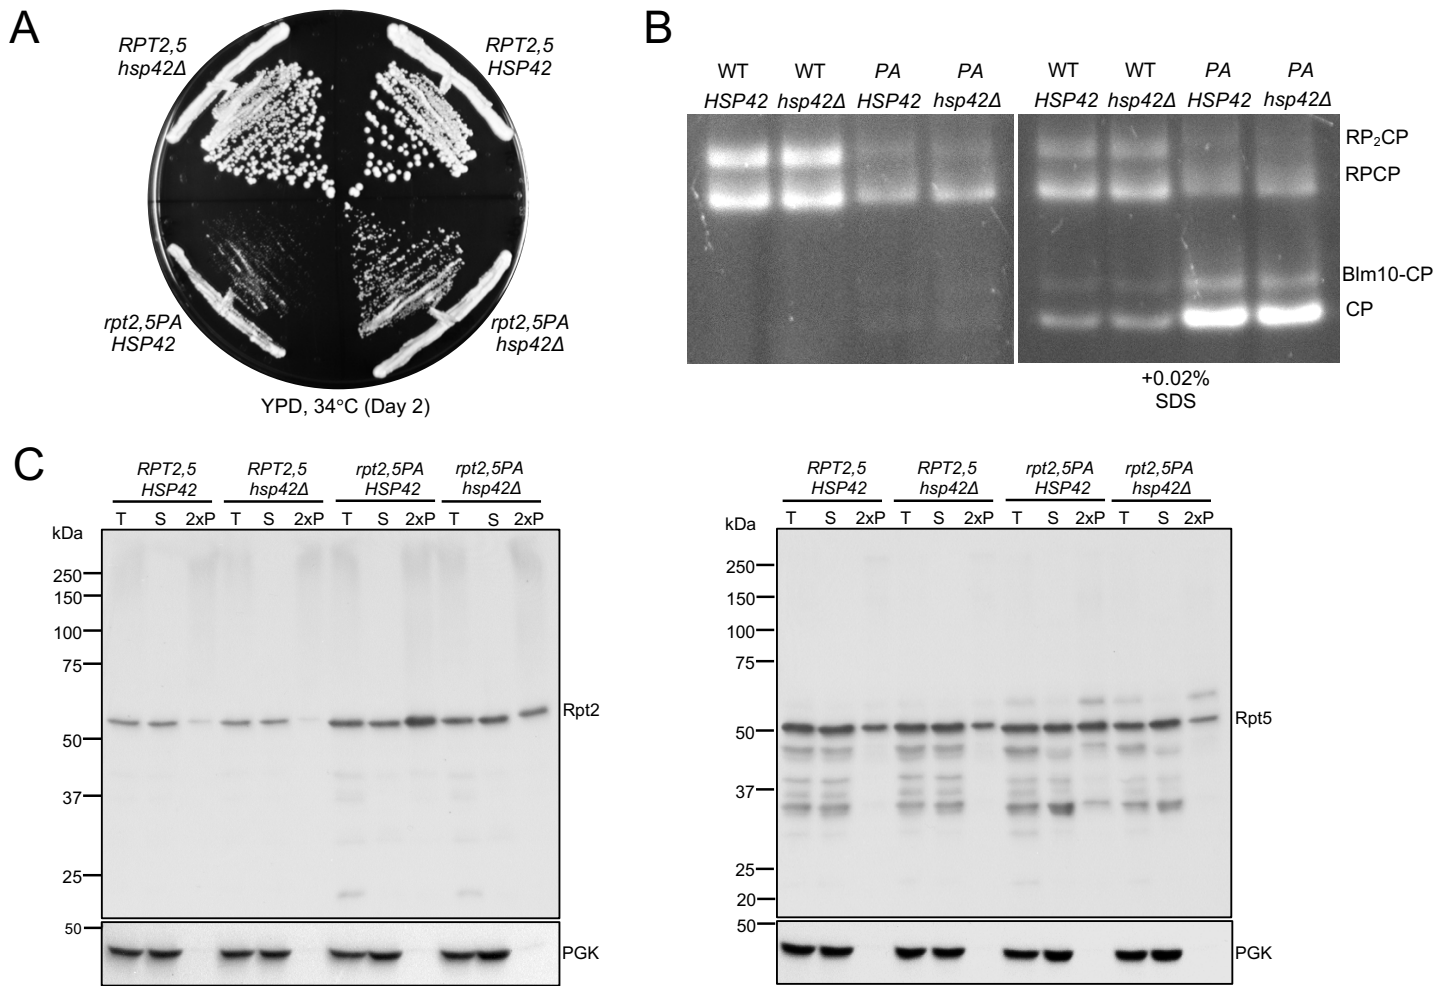 A
RPT2,5
hsp42Δ
RPT2,5
HSP42
rpt2,5PA
HSP42
rpt2,5PA
hsp42Δ
YPD, 34°C (Day 2)
B
WT WT PA PA
HSP42 hsp42Δ HSP42 hsp42Δ
WT WT PA PA
HSP42 hsp42Δ HSP42 hsp42Δ
RP₂CP
RPCP
Blm10-CP
CP
+0.02%
SDS
C
RPT2,5 RPT2,5 rpt2,5PA rpt2,5PA
HSP42 hsp42Δ HSP42 hsp42Δ
T S 2xP T S 2xP T S 2xP T S 2xP
kDa
250
150
100
75
Rpt2
50
37
25
50
PGK
RPT2,5 RPT2,5 rpt2,5PA rpt2,5PA
HSP42 hsp42Δ HSP42 hsp42Δ
T S 2xP T S 2xP T S 2xP T S 2xP
kDa
250
150
100
75
Rpt5
50
37
25
20
50
PGK